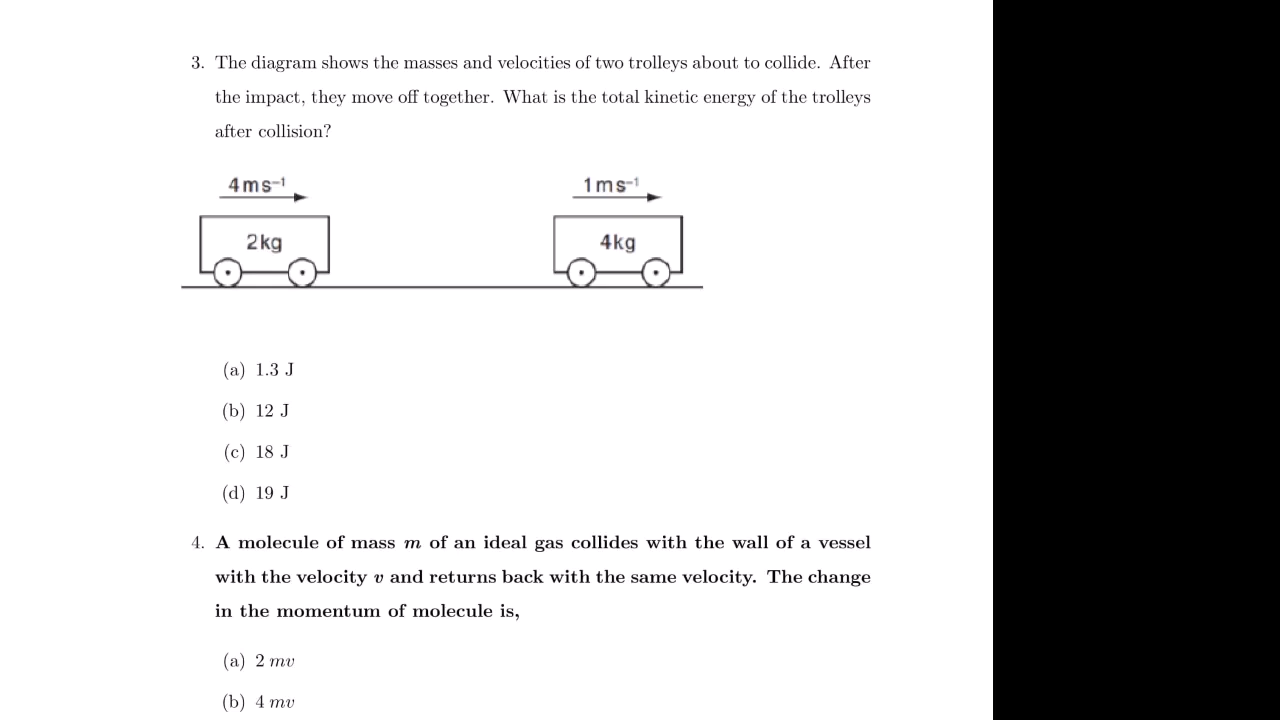 3. The diagram shows the masses and velocities of two trolleys about to collide. After
the impact, they move off together. What is the total kinetic energy of the trolleys
after collision?
4ms⁻¹ 1ms⁻¹
2kg 4kg
(a) 1.3 J
(b) 12 J
(c) 18 J
(d) 19 J
4. A molecule of mass m of an ideal gas collides with the wall of a vessel
with the velocity v and returns back with the same velocity. The change
in the momentum of molecule is,
(a) 2 mv
(b) 4 mv